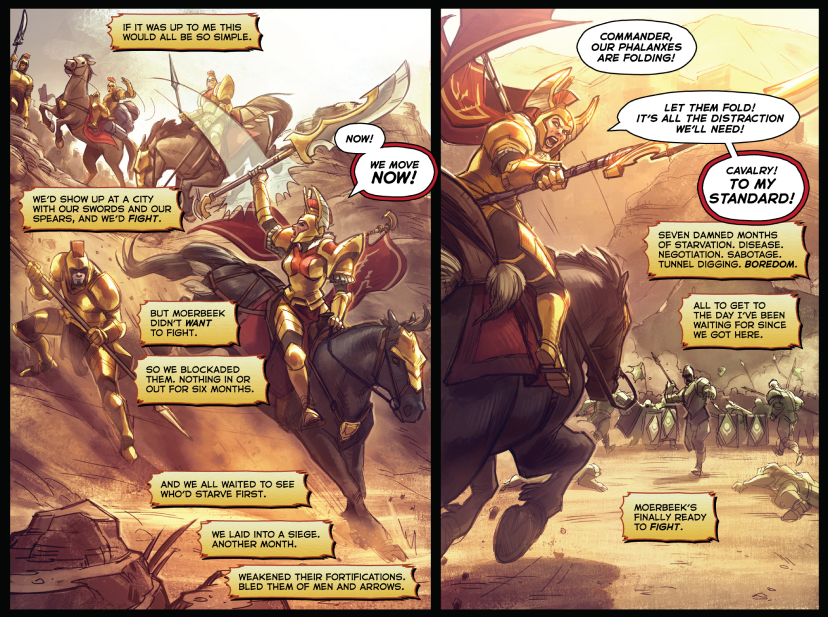 IF IT WAS UP TO ME THIS
WOULD ALL BE SO SIMPLE.
NOW!
WE MOVE
NOW!
WE'D SHOW UP AT A CITY
WITH OUR SWORDS AND OUR
SPEARS, AND WE'D FIGHT.
BUT MOERBEEK
DIDN'T WANT
TO FIGHT.
SO WE BLOCKADED
THEM. NOTHING IN OR
OUT FOR SIX MONTHS.
AND WE ALL WAITED TO SEE
WHO'D STARVE FIRST.
WE LAID INTO A SIEGE.
ANOTHER MONTH.
WEAKENED THEIR FORTIFICATIONS.
BLED THEM OF MEN AND ARROWS.
COMMANDER,
OUR PHALANXES
ARE FOLDING!
LET THEM FOLD!
IT'S ALL THE DISTRACTION
WE'LL NEED!
CAVALRY!
TO MY
STANDARD!
SEVEN DAMNED MONTHS
OF STARVATION. DISEASE.
NEGOTIATION. SABOTAGE.
TUNNEL DIGGING. BOREDOM.
ALL TO GET TO
THE DAY I'VE BEEN
WAITING FOR SINCE
WE GOT HERE.
MOERBEEK'S
FINALLY READY
TO FIGHT.